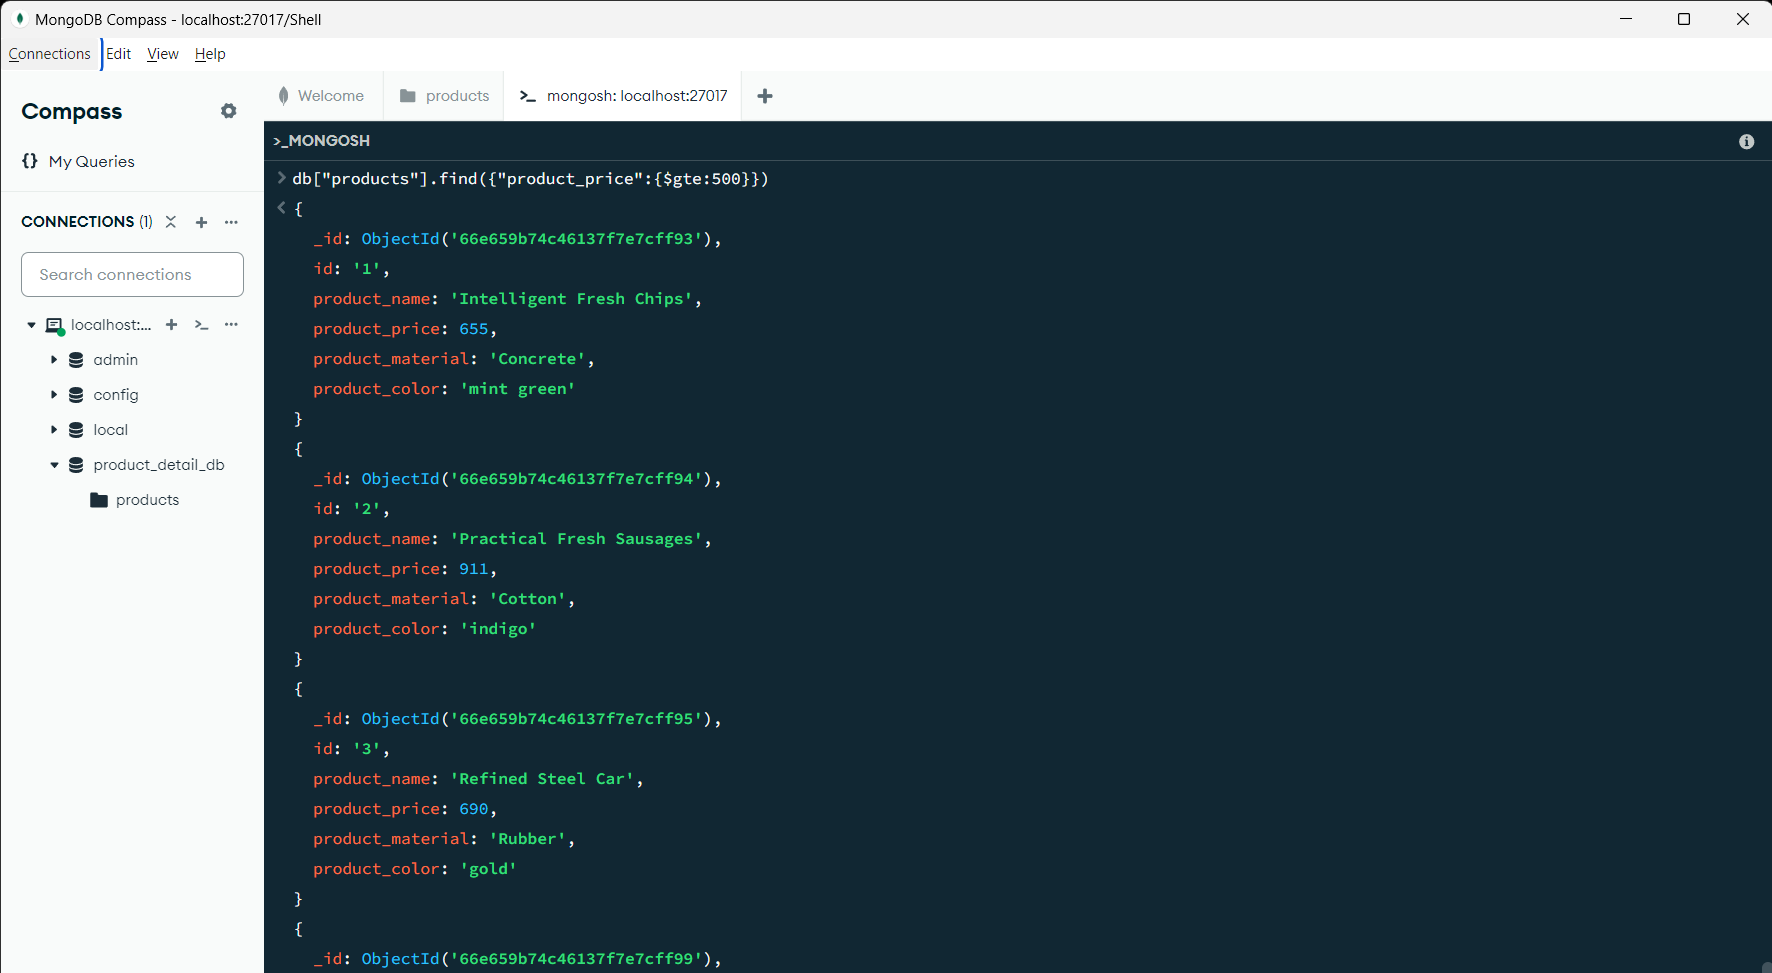 MongoDB Compass - localhost:27017/Shell
Connections Edit View Help
Compass
{} My Queries
CONNECTIONS (1)
Search connections
localhost:...
admin
config
local
product_detail_db
products
Welcome products >_ mongosh: localhost:27017
>_MONGOSH
db["products"].find({"product_price":{$gte:500}})
{
_id: ObjectId('66e659b74c46137f7e7cff93'),
id: '1',
product_name: 'Intelligent Fresh Chips',
product_price: 655,
product_material: 'Concrete',
product_color: 'mint green'
}
{
_id: ObjectId('66e659b74c46137f7e7cff94'),
id: '2',
product_name: 'Practical Fresh Sausages',
product_price: 911,
product_material: 'Cotton',
product_color: 'indigo'
}
{
_id: ObjectId('66e659b74c46137f7e7cff95'),
id: '3',
product_name: 'Refined Steel Car',
product_price: 690,
product_material: 'Rubber',
product_color: 'gold'
}
{
_id: ObjectId('66e659b74c46137f7e7cff99'),